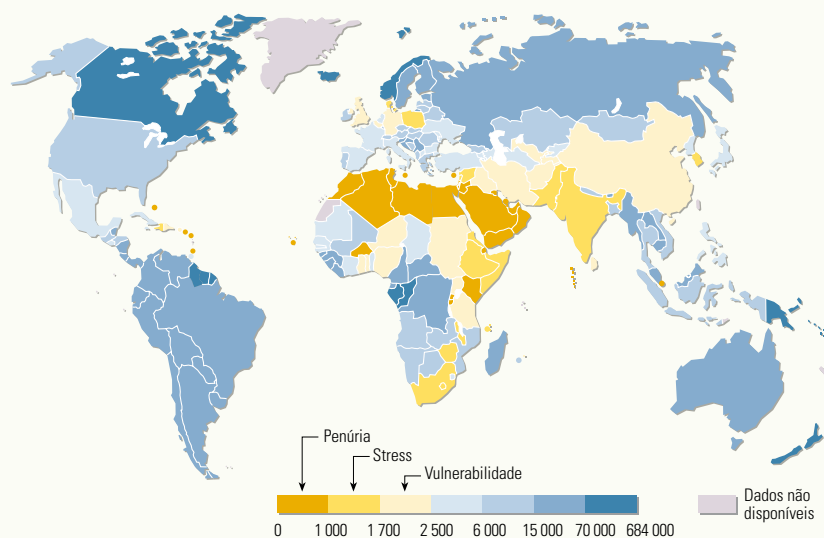 Penúria
Stress
Vulnerabilidade
0 1 000 1 700 2 500 6 000 15 000 70 000 684 000
Dados não
disponíveis